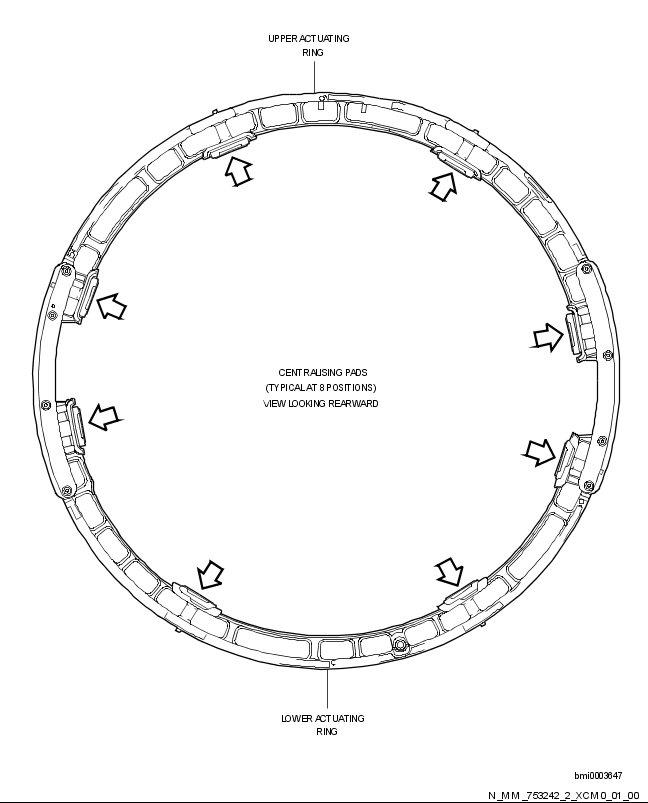 UPPER ACTUATING
RING
CENTRALISING PADS
(TYPICAL AT 8 POSITIONS)
VIEW LOOKING REARWARD
LOWER ACTUATING
RING
bmi0003647
N_MM_753242_2_XCM0_01_00